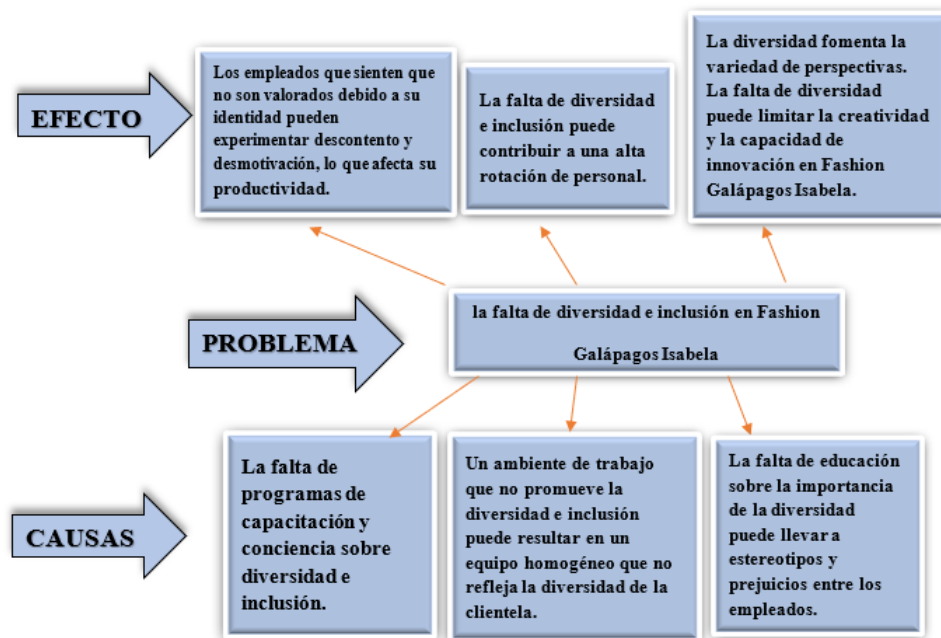 EFECTO
Los empleados que sienten que
no son valorados debido a su
identidad pueden
experimentar descontento y
desmotivación, lo que afecta su
productividad.
La falta de diversidad
e inclusión puede
contribuir a una alta
rotación de personal.
La diversidad fomenta la
variedad de perspectivas.
La falta de diversidad
puede limitar la creatividad
y la capacidad de
innovación en Fashion
Galápagos Isabela.
PROBLEMA
la falta de diversidad e inclusión en Fashion
Galápagos Isabela
CAUSAS
La falta de
programas de
capacitación y
conciencia sobre
diversidad e
inclusión.
Un ambiente de trabajo
que no promueve la
diversidad e inclusión
puede resultar en un
equipo homogéneo que no
refleja la diversidad de la
clientela.
La falta de educación
sobre la importancia
de la diversidad
puede llevar a
estereotipos y
prejuicios entre los
empleados.